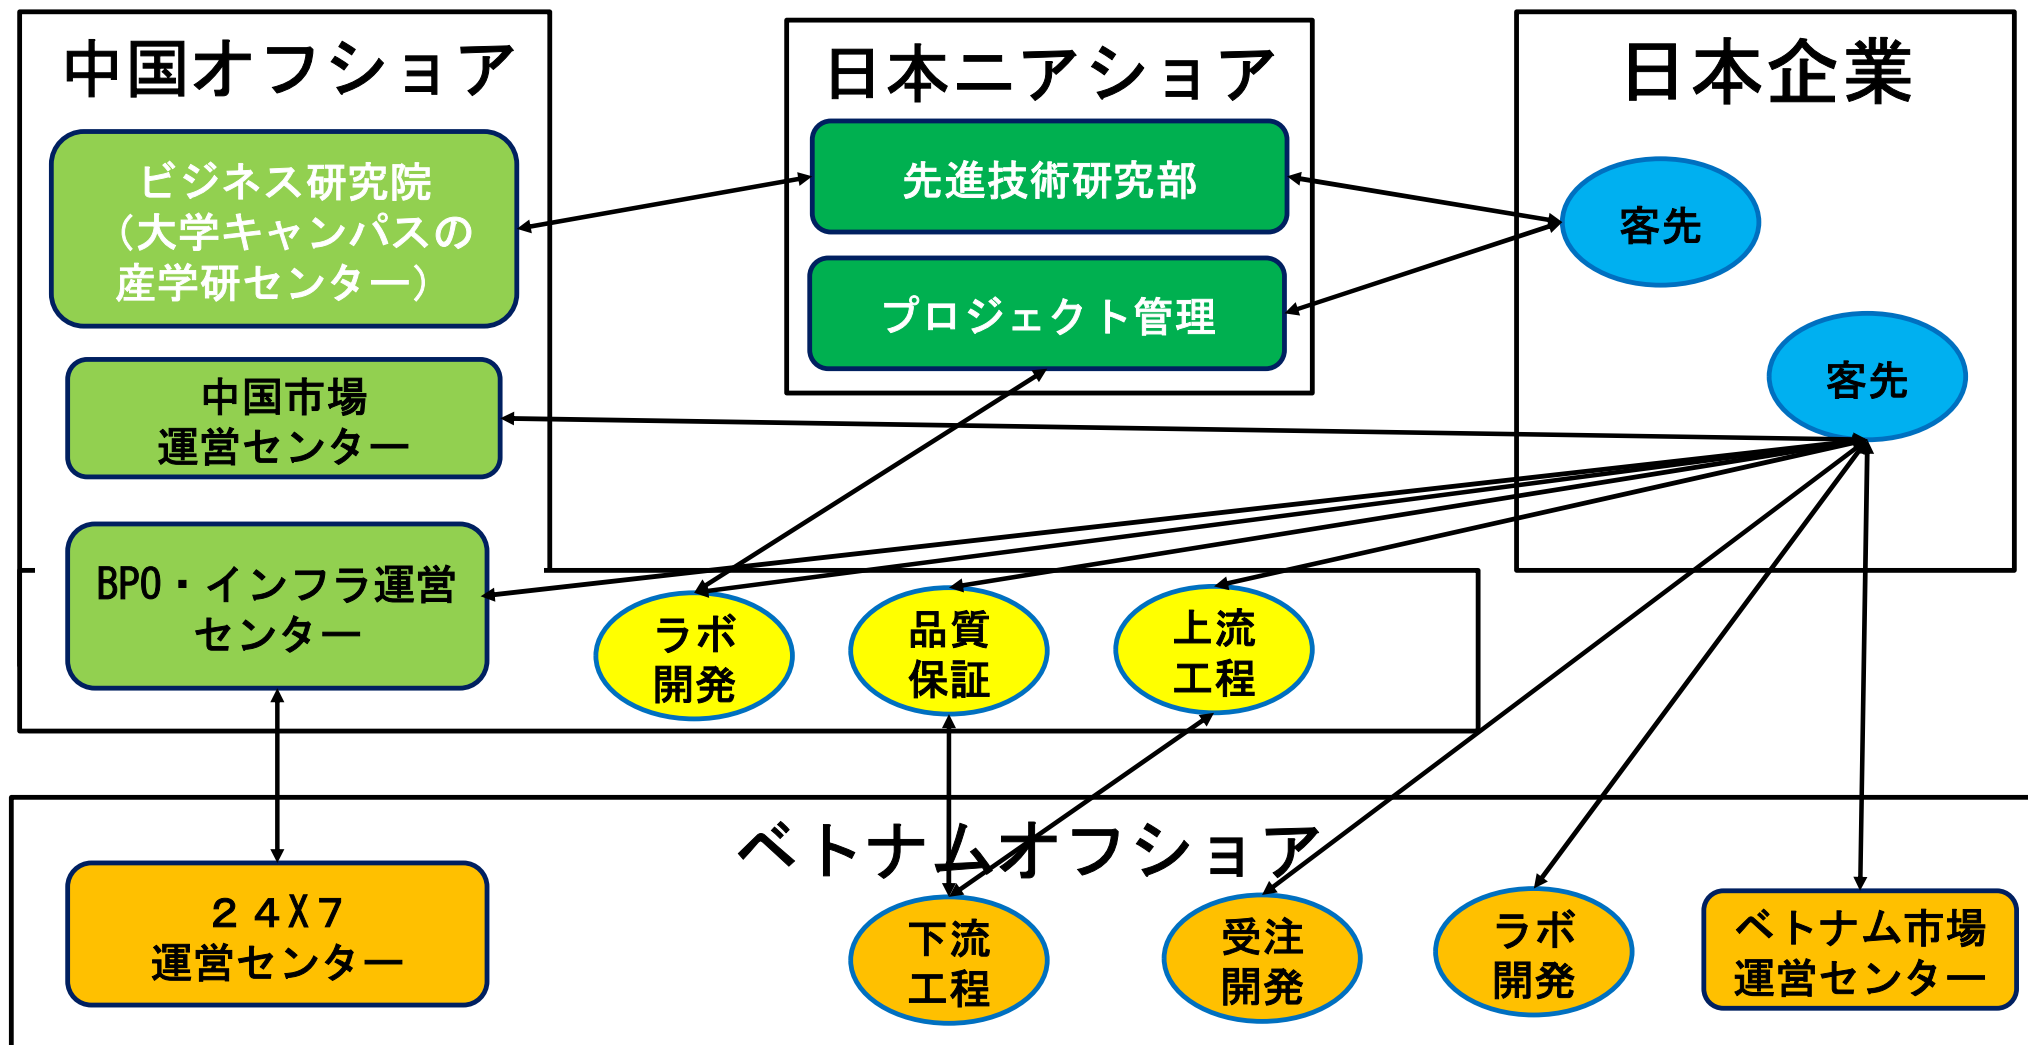 中国オフショア
ビジネス研究院
（大学キャンパスの
産学研センター）
中国市場
運営センター
BPO・インフラ運営
センター
日本ニアショア
先進技術研究部
プロジェクト管理
日本企業
客先
客先
ラボ
開発
品質
保証
上流
工程
ベトナムオフショア
２４X７
運営センター
下流
工程
受注
開発
ラボ
開発
ベトナム市場
運営センター